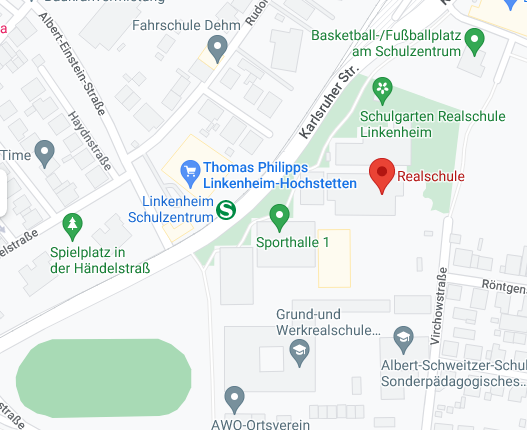 Fahrschule Dehm
Albert-Einstein-Straße
Karlsruher Str.
Basketball-/Fußballplatz
am Schulzentrum
Haydnstraße
Schulgarten Realschule
Linkenheim
Time
Thomas Philipps
Linkenheim-Hochstetten
Realschule
Linkenheim
Schulzentrum
S
Sporthalle 1
Spielplatz in
der Händelstraß
Virchowstraße
Röntgen
Grund-und
Werkrealschule...
Albert-Schweitzer-Schul
Sonderpädagogisches...
AWO-Ortsverein